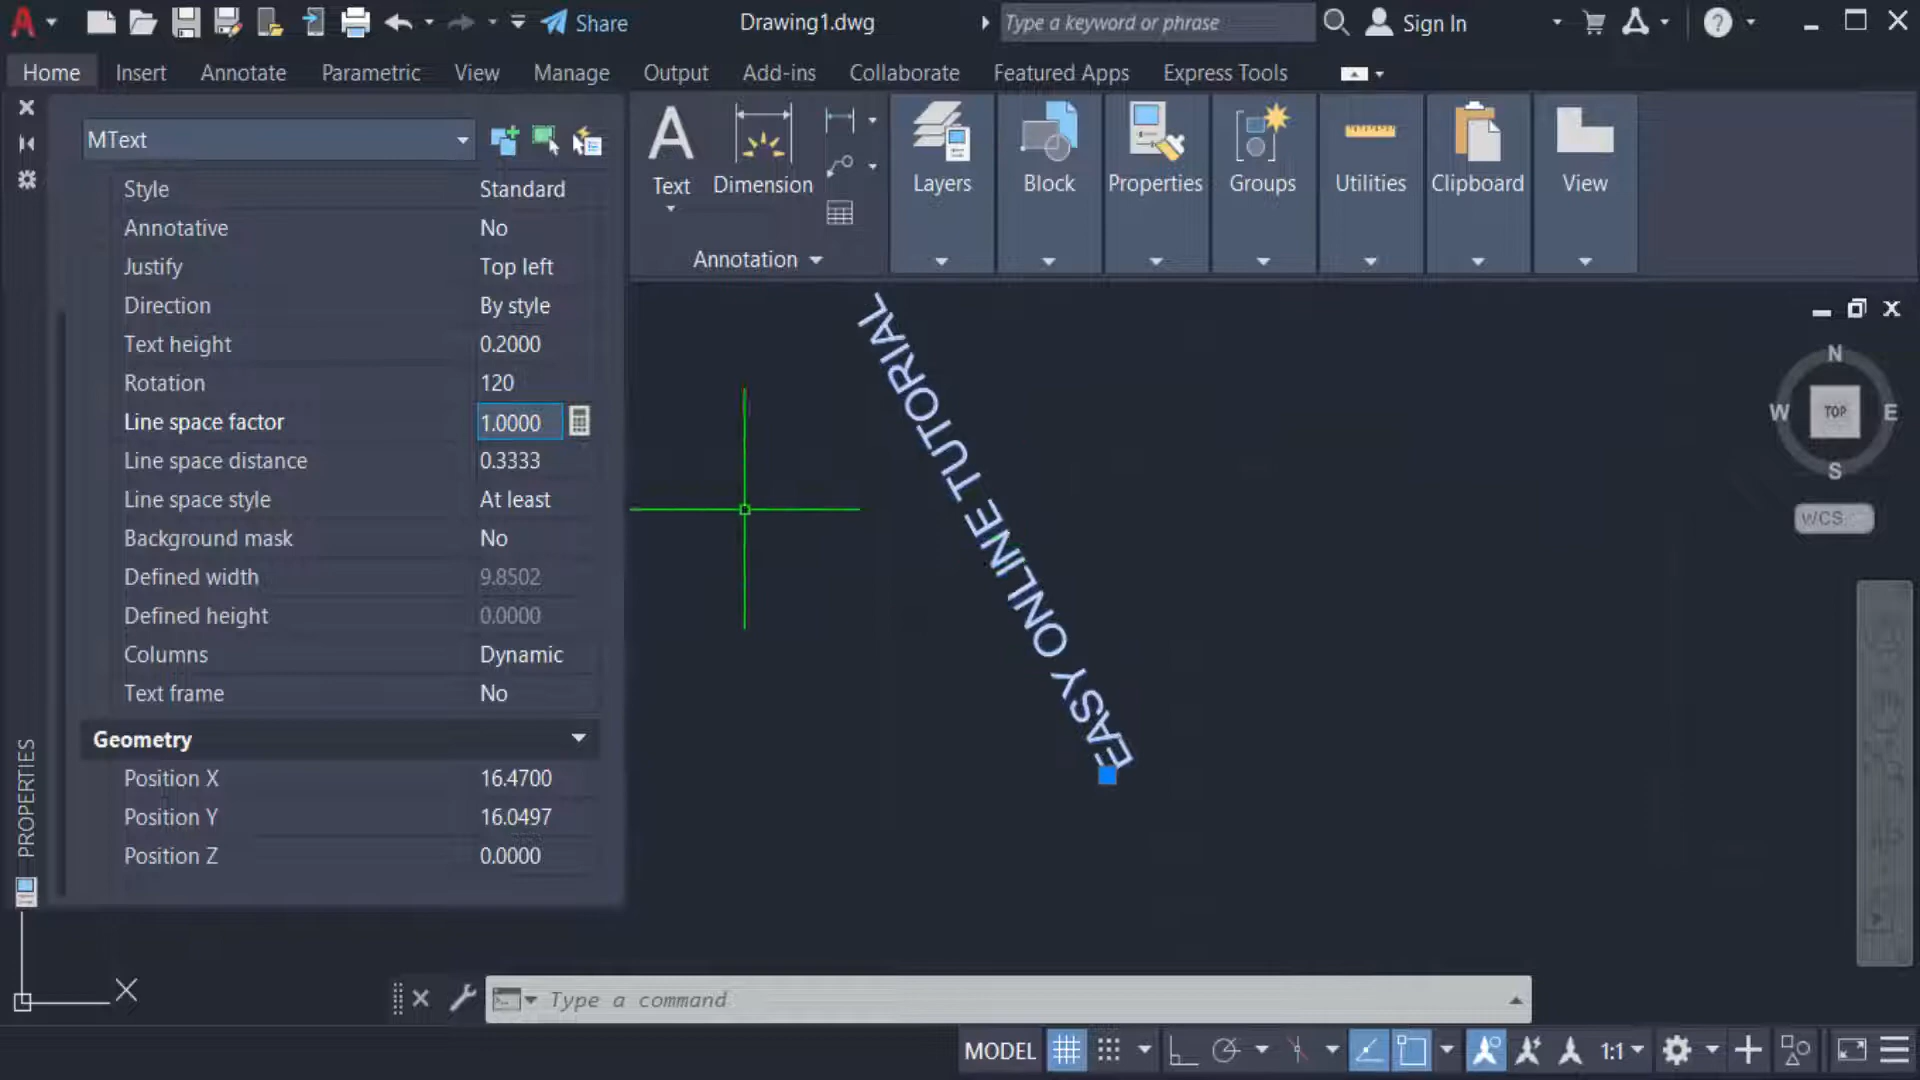 Share
Drawing1.dwg
Type a keyword or phrase
Sign In
Home
Insert
Annotate
Parametric
View
Manage
Output
Add-ins
Collaborate
Featured Apps
Express Tools
MText
Style Standard
Annotative No
Justify Top left
Direction By style
Text height 0.2000
Rotation 120
Line space factor 1.0000
Line space distance 0.3333
Line space style At least
Background mask No
Defined width 9.8502
Defined height 0.0000
Columns Dynamic
Text frame No
Geometry
Position X 16.4700
Position Y 16.0497
Position Z 0.0000
PROPERTIES
A
Text
Dimension
Annotation
Layers
Block
Properties
Groups
Utilities
Clipboard
View
EASY ONLINE TUTORIAL
N
W TOP E
S
WCS
X
Type a command
MODEL
1:1